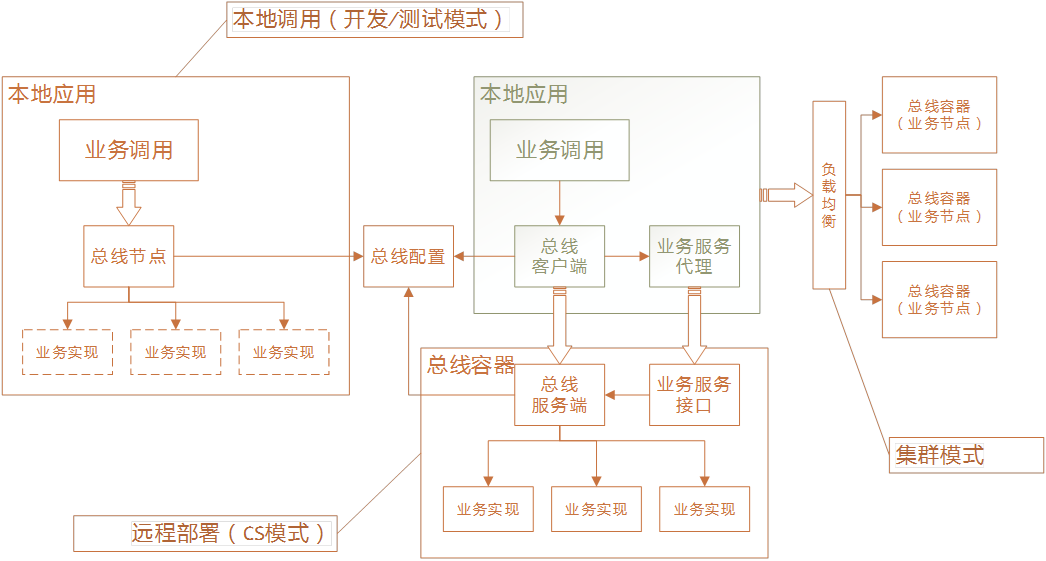 本地调用（开发/测试模式）
本地应用
业务调用
总线节点
业务实现
业务实现
业务实现
总线配置
本地应用
业务调用
总线
客户端
业务服务
代理
总线容器
总线
服务端
业务服务
接口
业务实现
业务实现
业务实现
远程部署（CS模式）
负
载
均
衡
总线容器
（业务节点）
总线容器
（业务节点）
总线容器
（业务节点）
集群模式